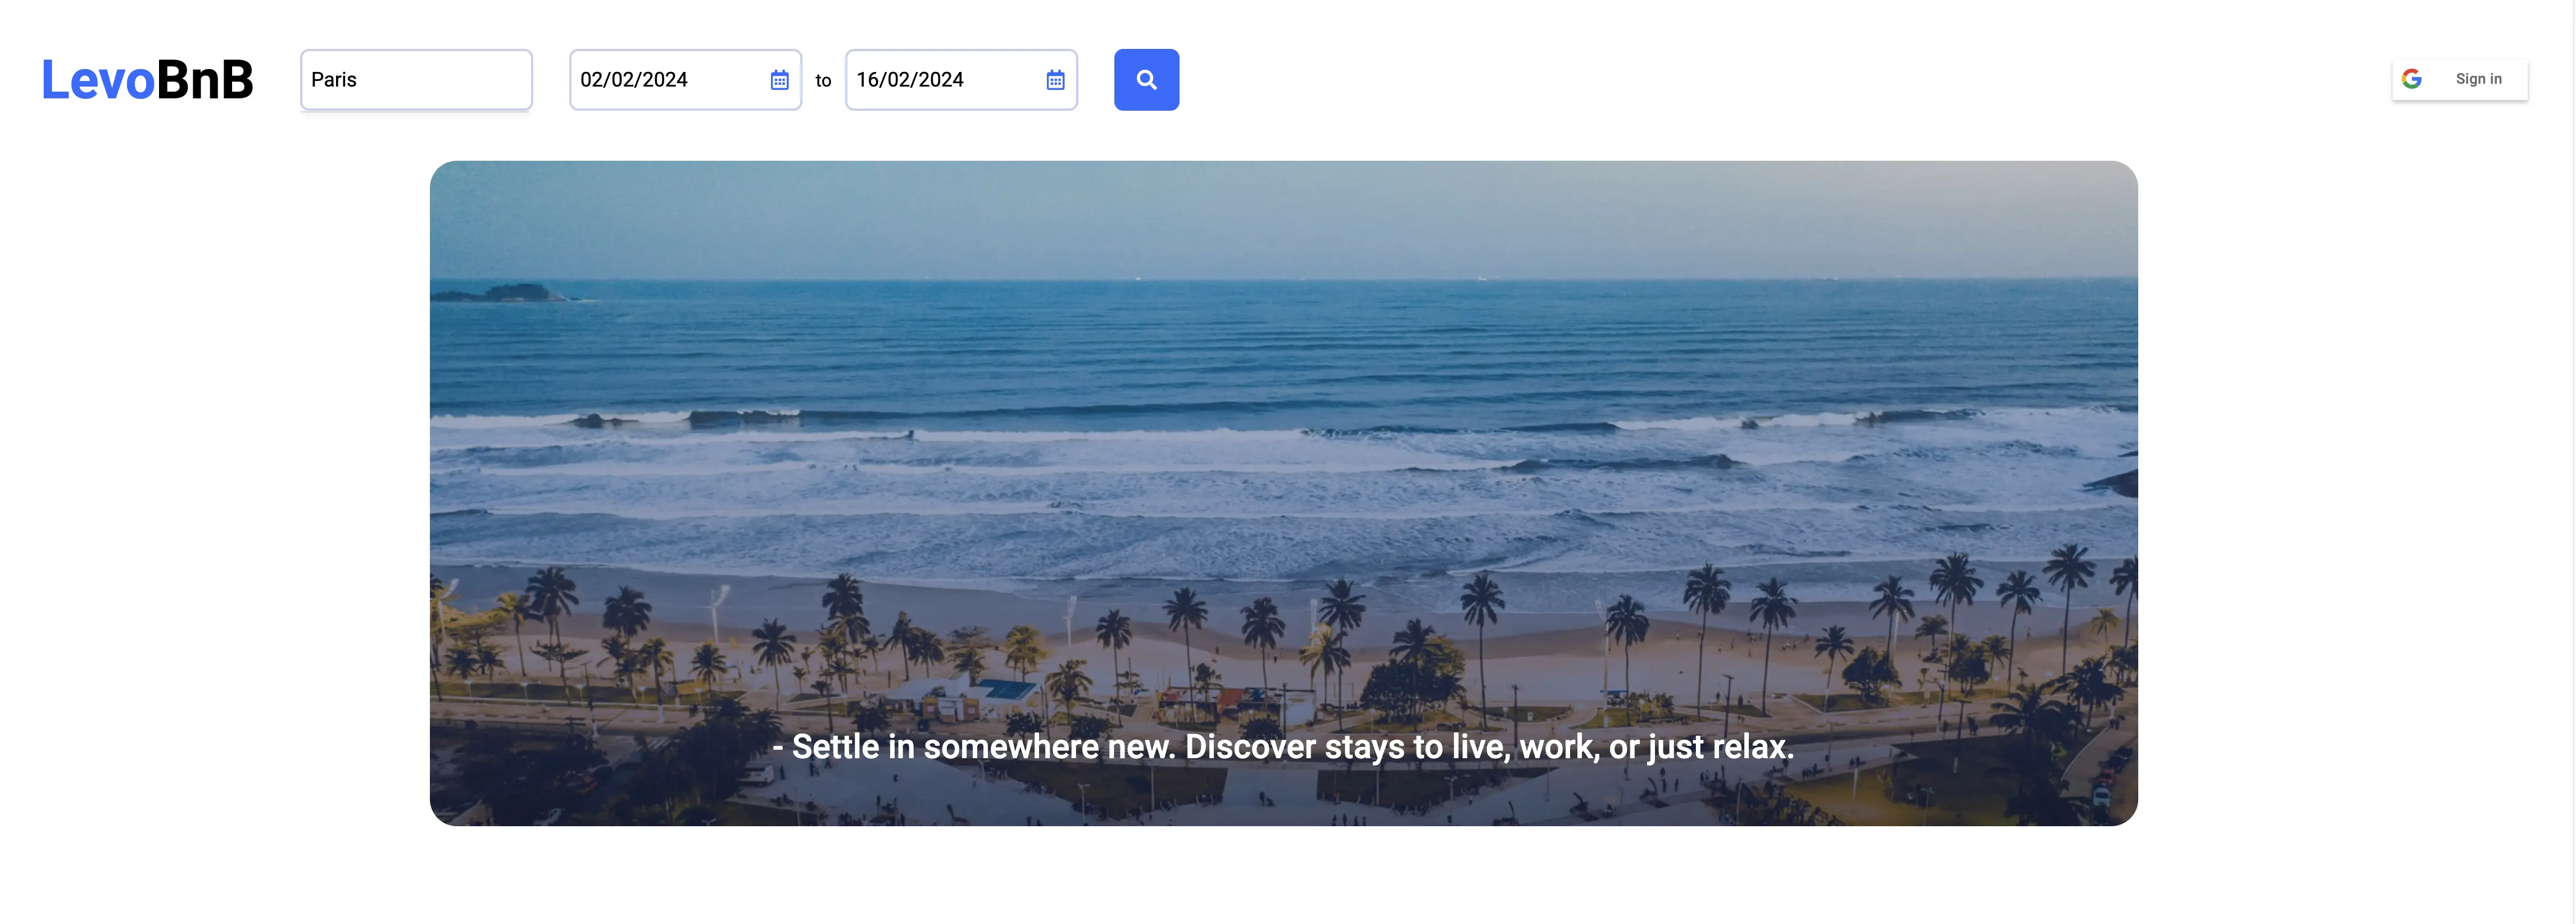 LevoBnB
Paris
02/02/2024
to
16/02/2024
Sign in
- Settle in somewhere new. Discover stays to live, work, or just relax.